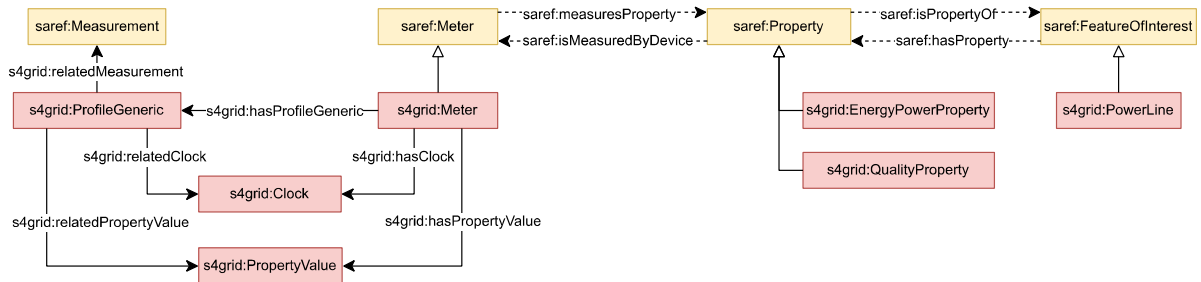 saref:Measurement
saref:Meter
saref:measuresProperty
saref:isMeasuredByDevice
saref:Property
saref:isPropertyOf
saref:hasProperty
saref:FeatureOfInterest
s4grid:relatedMeasurement
s4grid:ProfileGeneric
s4grid:hasProfileGeneric
s4grid:Meter
s4grid:EnergyPowerProperty
s4grid:PowerLine
s4grid:relatedClock
s4grid:hasClock
s4grid:QualityProperty
s4grid:Clock
s4grid:relatedPropertyValue
s4grid:hasPropertyValue
s4grid:PropertyValue